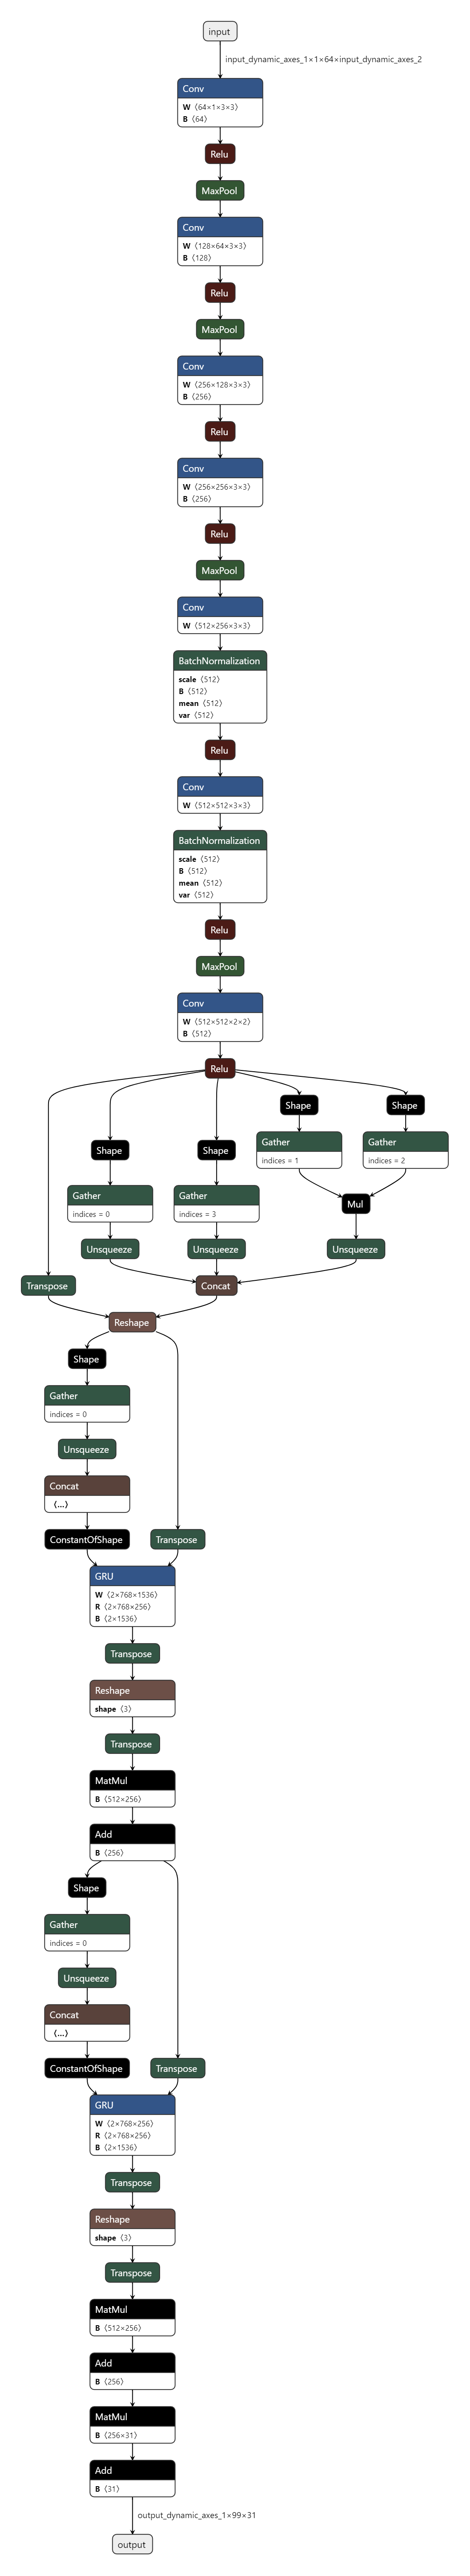 input
input_dynamic_axes_1×1×64×input_dynamic_axes_2
Conv
W ⟨64×1×3×3⟩
B ⟨64⟩
Relu
MaxPool
Conv
W ⟨128×64×3×3⟩
B ⟨128⟩
Relu
MaxPool
Conv
W ⟨256×128×3×3⟩
B ⟨256⟩
Relu
Conv
W ⟨256×256×3×3⟩
B ⟨256⟩
Relu
MaxPool
Conv
W ⟨512×256×3×3⟩
BatchNormalization
scale ⟨512⟩
B ⟨512⟩
mean ⟨512⟩
var ⟨512⟩
Relu
Conv
W ⟨512×512×3×3⟩
BatchNormalization
scale ⟨512⟩
B ⟨512⟩
mean ⟨512⟩
var ⟨512⟩
Relu
MaxPool
Conv
W ⟨512×512×2×2⟩
B ⟨512⟩
Relu
Shape Shape
Shape Shape Gather Gather
indices = 1 indices = 2
Gather Gather Mul
indices = 0 indices = 3
Unsqueeze Unsqueeze Unsqueeze
Transpose Concat
Reshape
Shape
Gather
indices = 0
Unsqueeze
Concat
⟨...⟩
ConstantOfShape Transpose
GRU
W ⟨2×768×1536⟩
R ⟨2×768×256⟩
B ⟨2×1536⟩
Transpose
Reshape
shape ⟨3⟩
Transpose
MatMul
B ⟨512×256⟩
Add
B ⟨256⟩
Shape
Gather
indices = 0
Unsqueeze
Concat
⟨...⟩
ConstantOfShape Transpose
GRU
W ⟨2×768×256⟩
R ⟨2×768×256⟩
B ⟨2×1536⟩
Transpose
Reshape
shape ⟨3⟩
Transpose
MatMul
B ⟨512×256⟩
Add
B ⟨256⟩
MatMul
B ⟨256×31⟩
Add
B ⟨31⟩
output_dynamic_axes_1×99×31
output